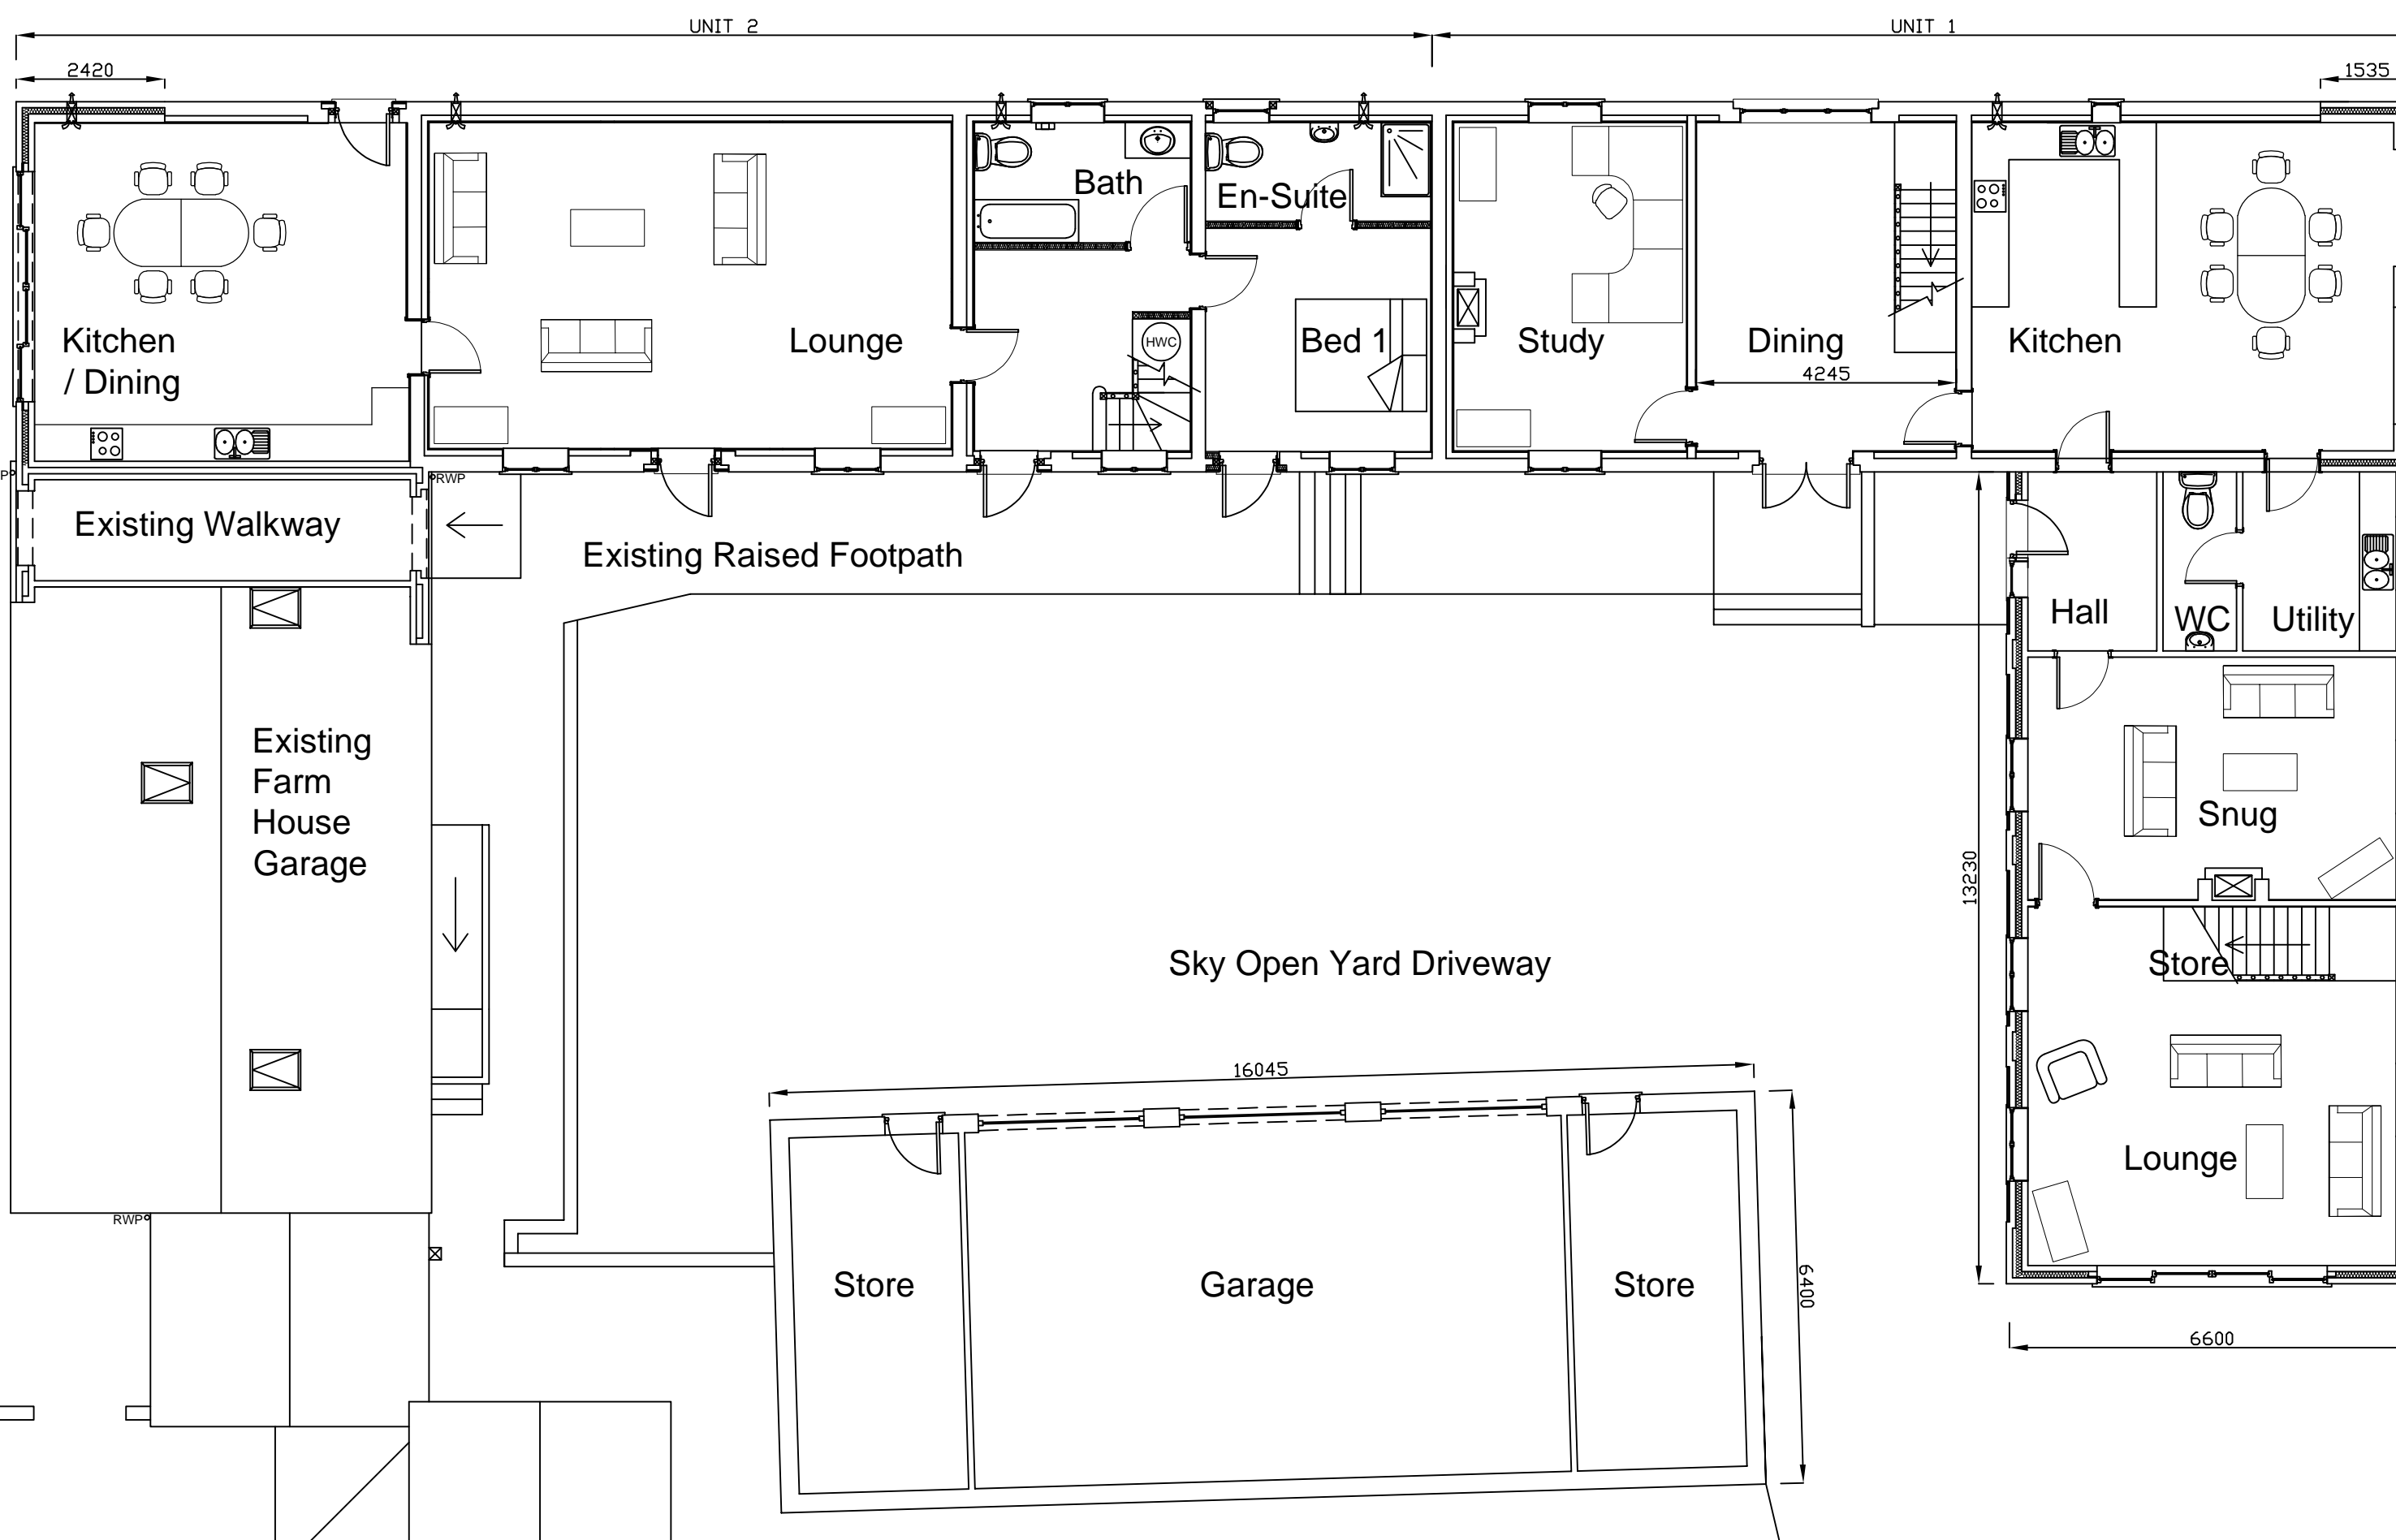 UNIT 2
UNIT 1
2420
1535
Bath
En-Suite
Kitchen
/ Dining
Lounge
HWC
Bed 1
Study
Dining
Kitchen
4245
P
RWP
Existing Walkway
Existing Raised Footpath
Hall
WC
Utility
Existing
Farm
House
Garage
Snug
13230
Sky Open Yard Driveway
Store
16045
Lounge
RWP
Store
Garage
Store
6400
6600